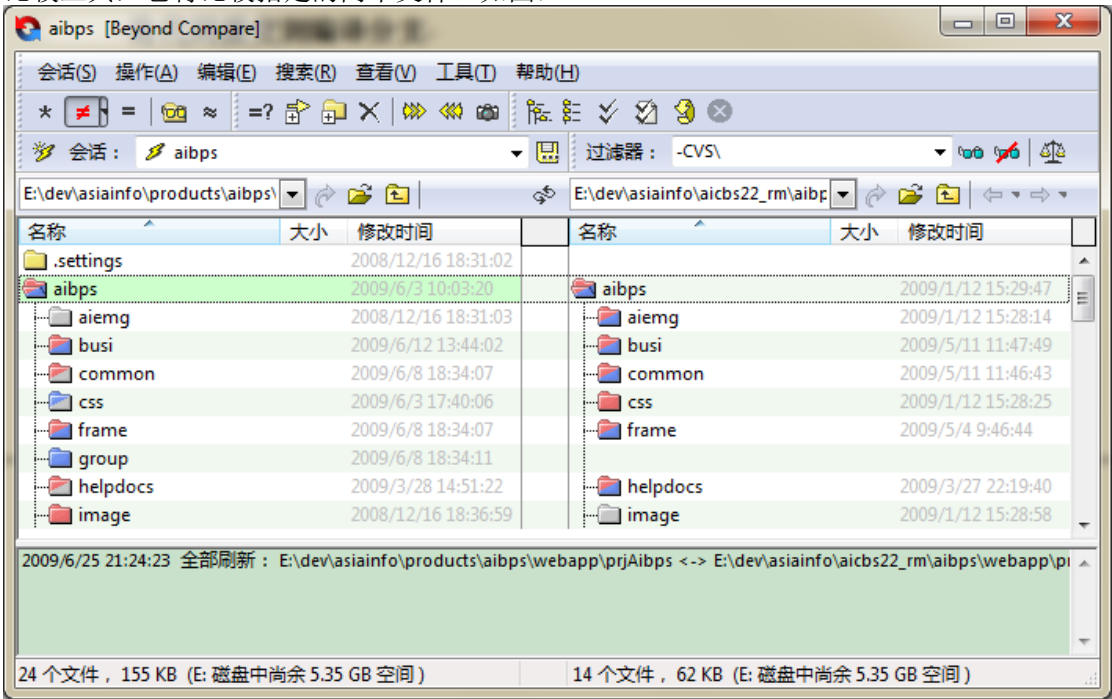 aibps [Beyond Compare]
会话(S) 操作(A) 编辑(E) 搜索(R) 查看(V) 工具(T) 帮助(H)
会话： aibps 过滤器： -CVS\
E:\dev\asiainfo\products\aibps\ E:\dev\asiainfo\aicbs22_rm\aibp
名称 大小 修改时间 名称 大小 修改时间
.settings 2008/12/16 18:31:02
aibps 2009/6/3 10:03:20 aibps 2009/1/12 15:29:47
aiemg 2008/12/16 18:31:03 aiemg 2009/1/12 15:28:14
busi 2009/6/12 13:44:02 busi 2009/5/11 11:47:49
common 2009/6/8 18:34:07 common 2009/5/11 11:46:43
css 2009/6/3 17:40:06 css 2009/1/12 15:28:25
frame 2009/6/8 18:34:07 frame 2009/5/4 9:46:44
group 2009/6/8 18:34:11
helpdocs 2009/3/28 14:51:22 helpdocs 2009/3/27 22:19:40
image 2008/12/16 18:36:59 image 2009/1/12 15:28:58
2009/6/25 21:24:23 全部刷新： E:\dev\asiainfo\products\aibps\webapp\prjAibps <-> E:\dev\asiainfo\aicbs22_rm\aibps\webapp\p
24 个文件， 155 KB (E: 磁盘中尚余 5.35 GB 空间) 14 个文件， 62 KB (E: 磁盘中尚余 5.35 GB 空间)